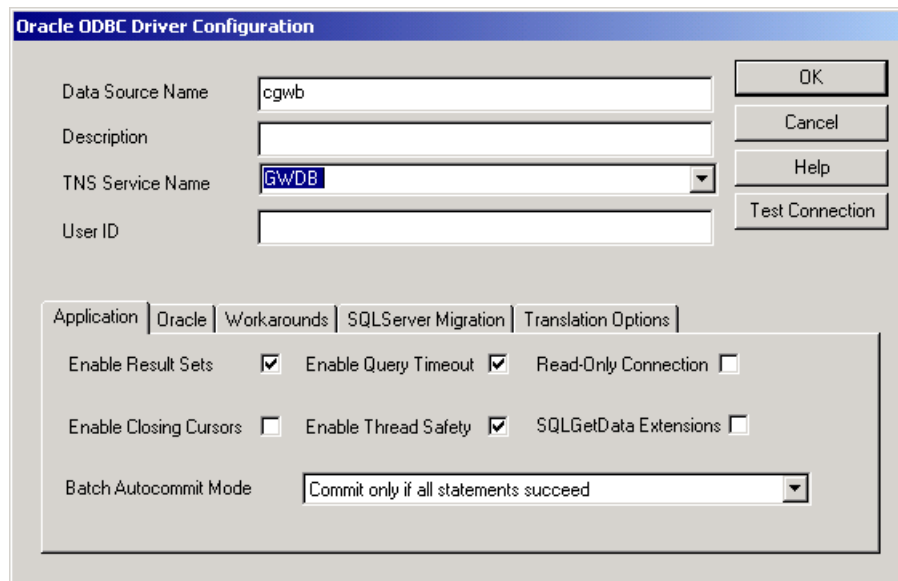 Oracle ODBC Driver Configuration
Data Source Name
cgwb
OK
Description
Cancel
TNS Service Name
GWDB
Help
User ID
Test Connection
Application
Oracle
Workarounds
SQLServer Migration
Translation Options
Enable Result Sets
Enable Query Timeout
Read-Only Connection
Enable Closing Cursors
Enable Thread Safety
SQLGetData Extensions
Batch Autocommit Mode
Commit only if all statements succeed